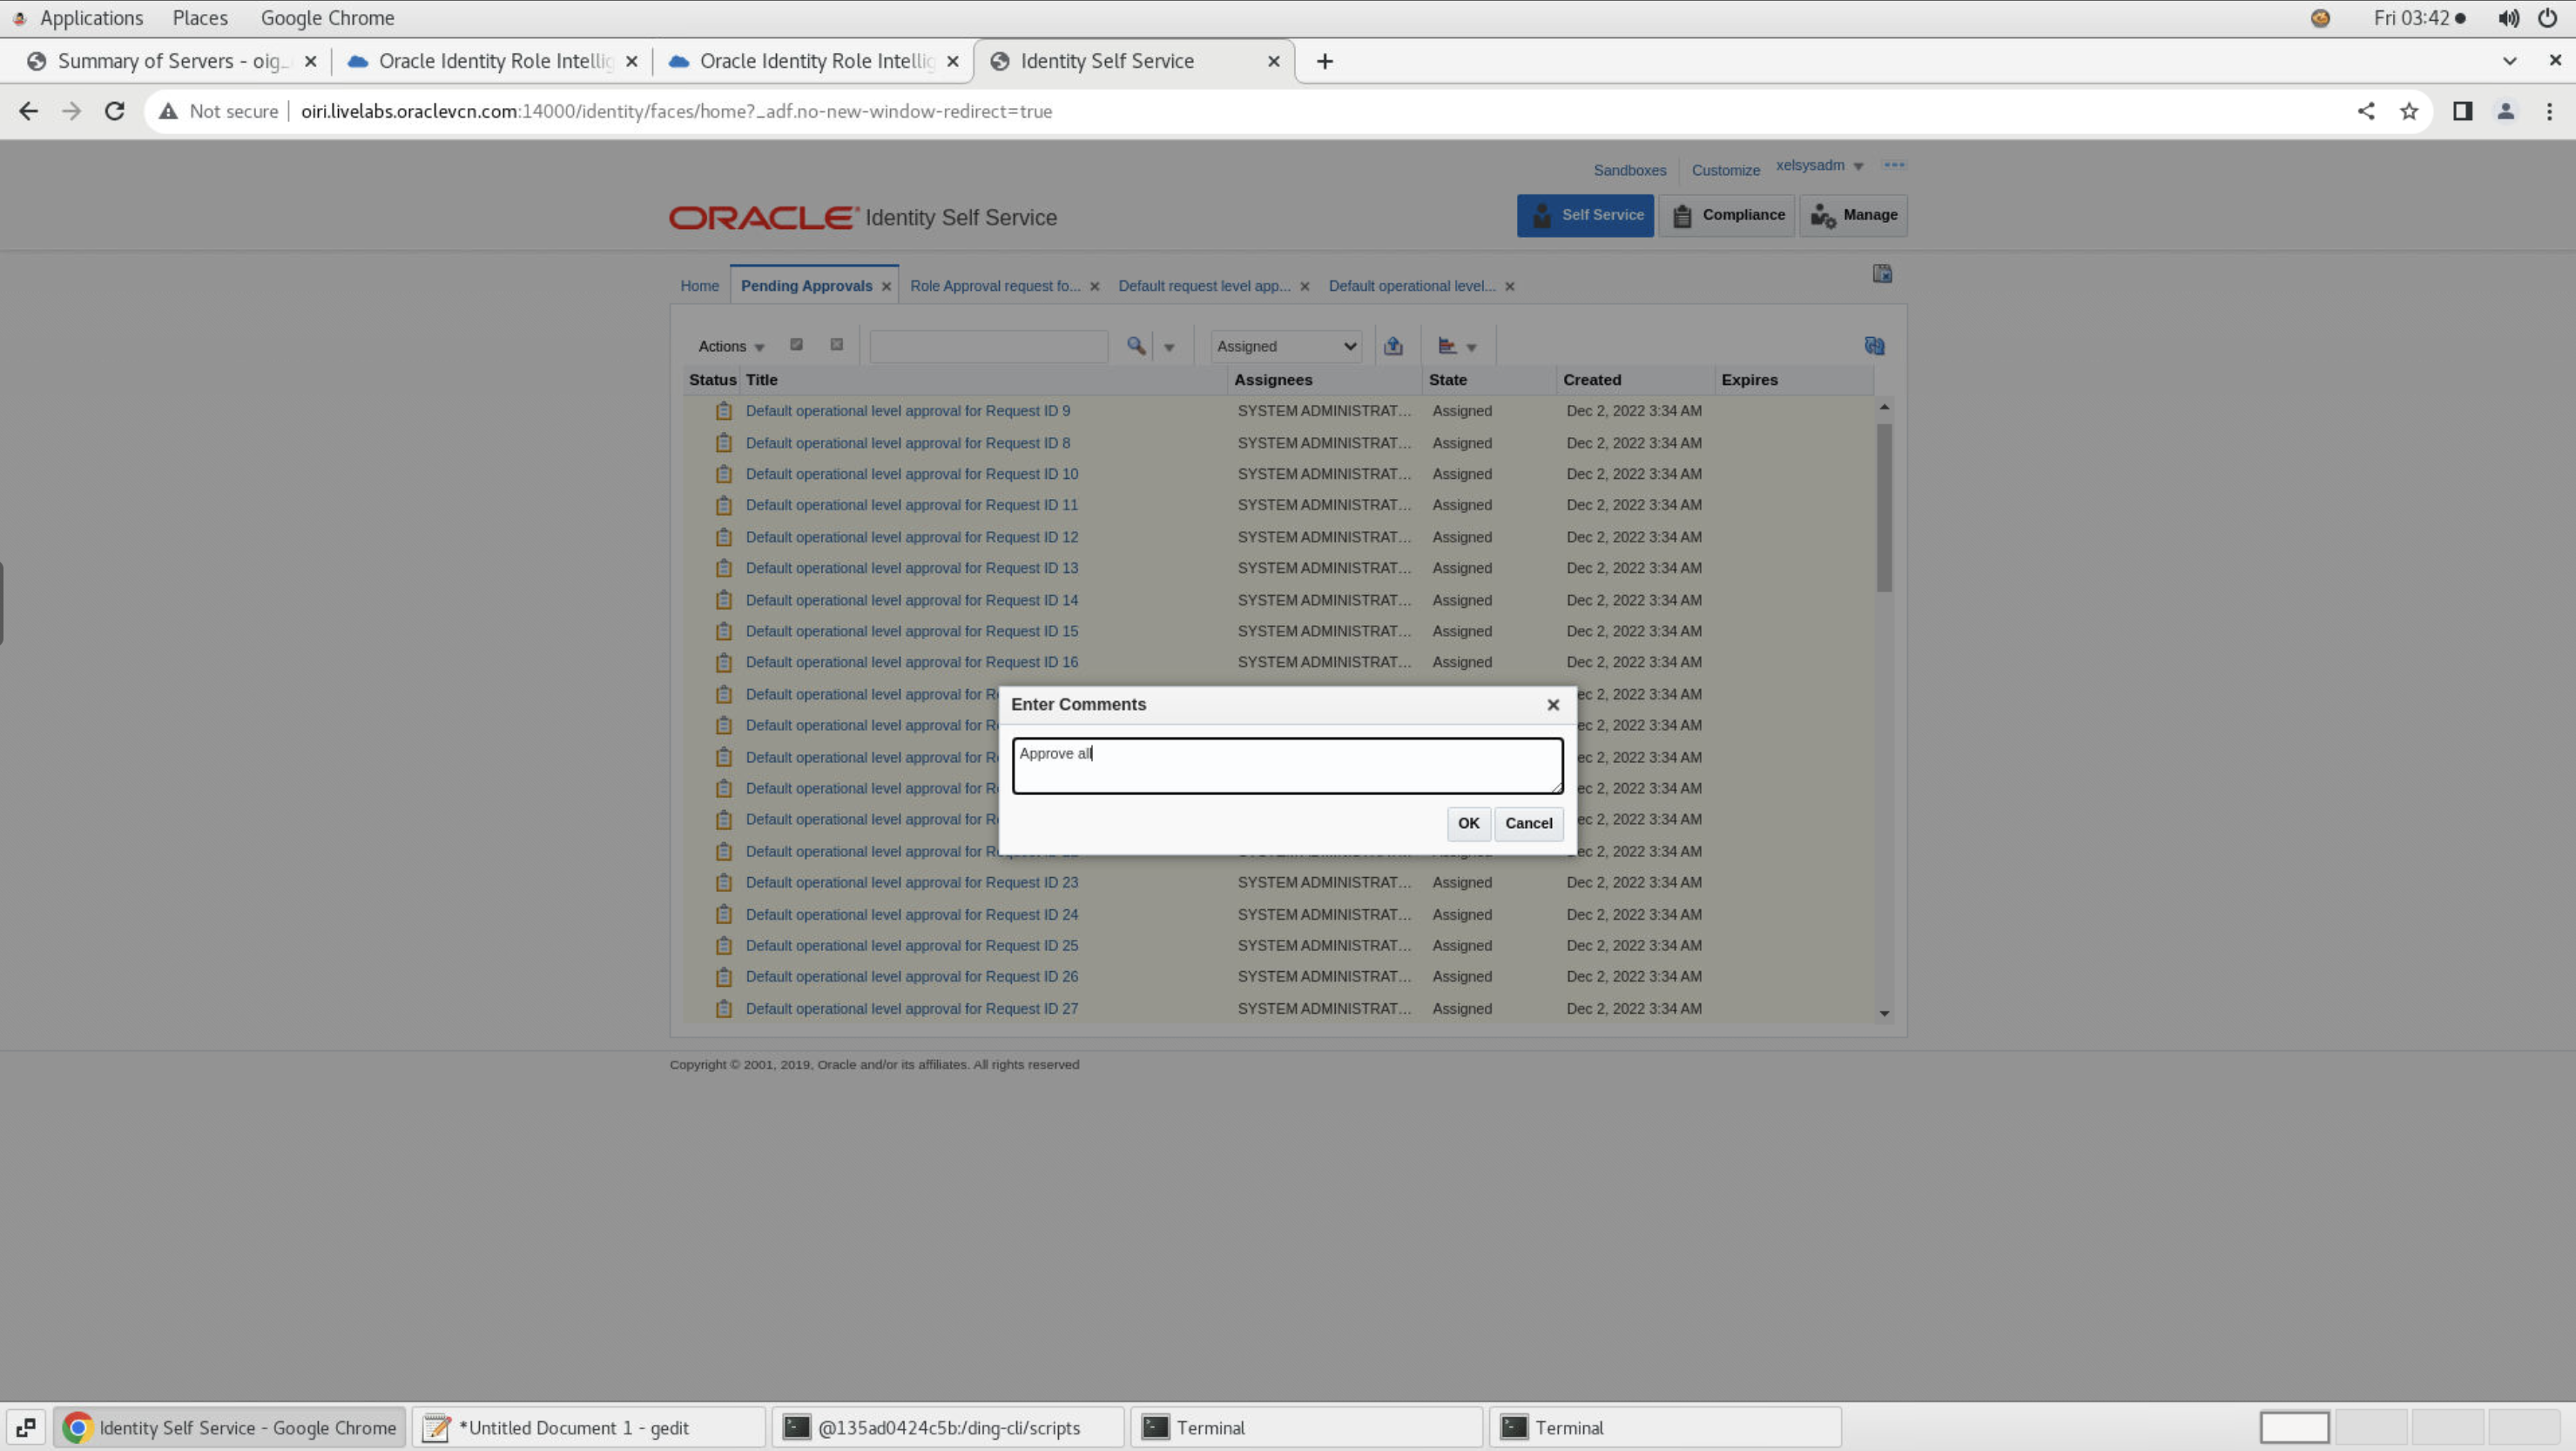 Applications Places Google Chrome Fri 03:42
Summary of Servers - oig_ Oracle Identity Role Intellig Oracle Identity Role Intellig Identity Self Service
Not secure oiri.livelabs.oraclevcn.com:14000/identity/faces/home?_adf.no-new-window-redirect=true
Sandboxes Customize xelsysadm
ORACLE Identity Self Service Self Service Compliance Manage
Home Pending Approvals Role Approval request fo... Default request level app... Default operational level...
Actions Assigned
Status Title Assignees State Created Expires
Default operational level approval for Request ID 9 SYSTEM ADMINISTRAT... Assigned Dec 2, 2022 3:34 AM
Default operational level approval for Request ID 8 SYSTEM ADMINISTRAT... Assigned Dec 2, 2022 3:34 AM
Default operational level approval for Request ID 10 SYSTEM ADMINISTRAT... Assigned Dec 2, 2022 3:34 AM
Default operational level approval for Request ID 11 SYSTEM ADMINISTRAT... Assigned Dec 2, 2022 3:34 AM
Default operational level approval for Request ID 12 SYSTEM ADMINISTRAT... Assigned Dec 2, 2022 3:34 AM
Default operational level approval for Request ID 13 SYSTEM ADMINISTRAT... Assigned Dec 2, 2022 3:34 AM
Default operational level approval for Request ID 14 SYSTEM ADMINISTRAT... Assigned Dec 2, 2022 3:34 AM
Default operational level approval for Request ID 15 SYSTEM ADMINISTRAT... Assigned Dec 2, 2022 3:34 AM
Default operational level approval for Request ID 16 SYSTEM ADMINISTRAT... Assigned Dec 2, 2022 3:34 AM
Default operational level approval for R ec 2, 2022 3:34 AM
Enter Comments
Default operational level approval for R ec 2, 2022 3:34 AM
Approve all
Default operational level approval for R ec 2, 2022 3:34 AM
Default operational level approval for R ec 2, 2022 3:34 AM
Default operational level approval for R ec 2, 2022 3:34 AM
OK Cancel
Default operational level approval for ec 2, 2022 3:34 AM
Default operational level approval for Request ID 23 SYSTEM ADMINISTRAT... Assigned Dec 2, 2022 3:34 AM
Default operational level approval for Request ID 24 SYSTEM ADMINISTRAT... Assigned Dec 2, 2022 3:34 AM
Default operational level approval for Request ID 25 SYSTEM ADMINISTRAT... Assigned Dec 2, 2022 3:34 AM
Default operational level approval for Request ID 26 SYSTEM ADMINISTRAT... Assigned Dec 2, 2022 3:34 AM
Default operational level approval for Request ID 27 SYSTEM ADMINISTRAT... Assigned Dec 2, 2022 3:34 AM
Copyright © 2001, 2019, Oracle and/or its affiliates. All rights reserved
Identity Self Service - Google Chrome *Untitled Document 1 - gedit @135ad0424c5b:/ding-cli/scripts Terminal Terminal